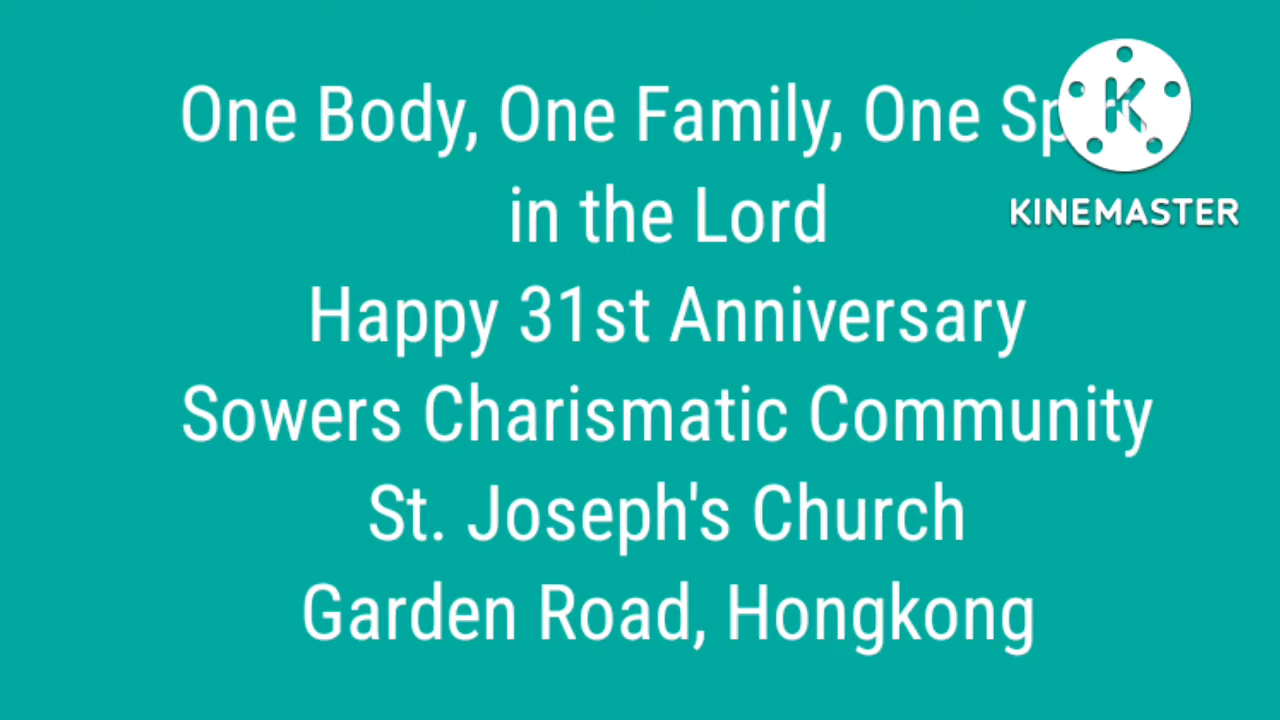 One Body, One Family, One
in the Lord
Happy 31st Anniversary
Sowers Charismatic Community
St. Joseph's Church
Garden Road, Hongkong
K
KINEMASTER